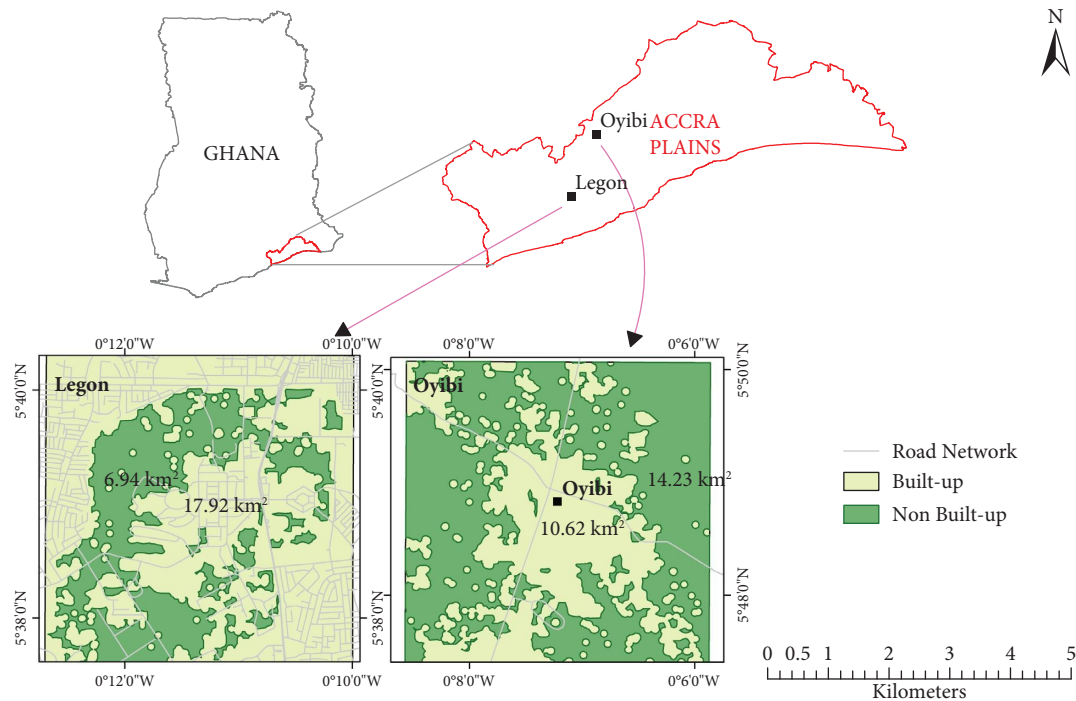 N
GHANA
Oyibi
ACCRA
PLAINS
Legon
0°12'0"W
0°10'0"W
0°8'0"W
0°6'0"W
Legon
5°40'0"N
5°38'0"N
6.94 km²
17.92 km²
5°40'0"N
5°38'0"N
Oyibi
Oyibi
14.23 km²
10.62 km²
5°50'0"N
5°48'0"N
0°12'0"W
0°10'0"W
0°8'0"W
0°6'0"W
Road Network
Built-up
Non Built-up
0 0.5 1 2 3 4 5
Kilometers